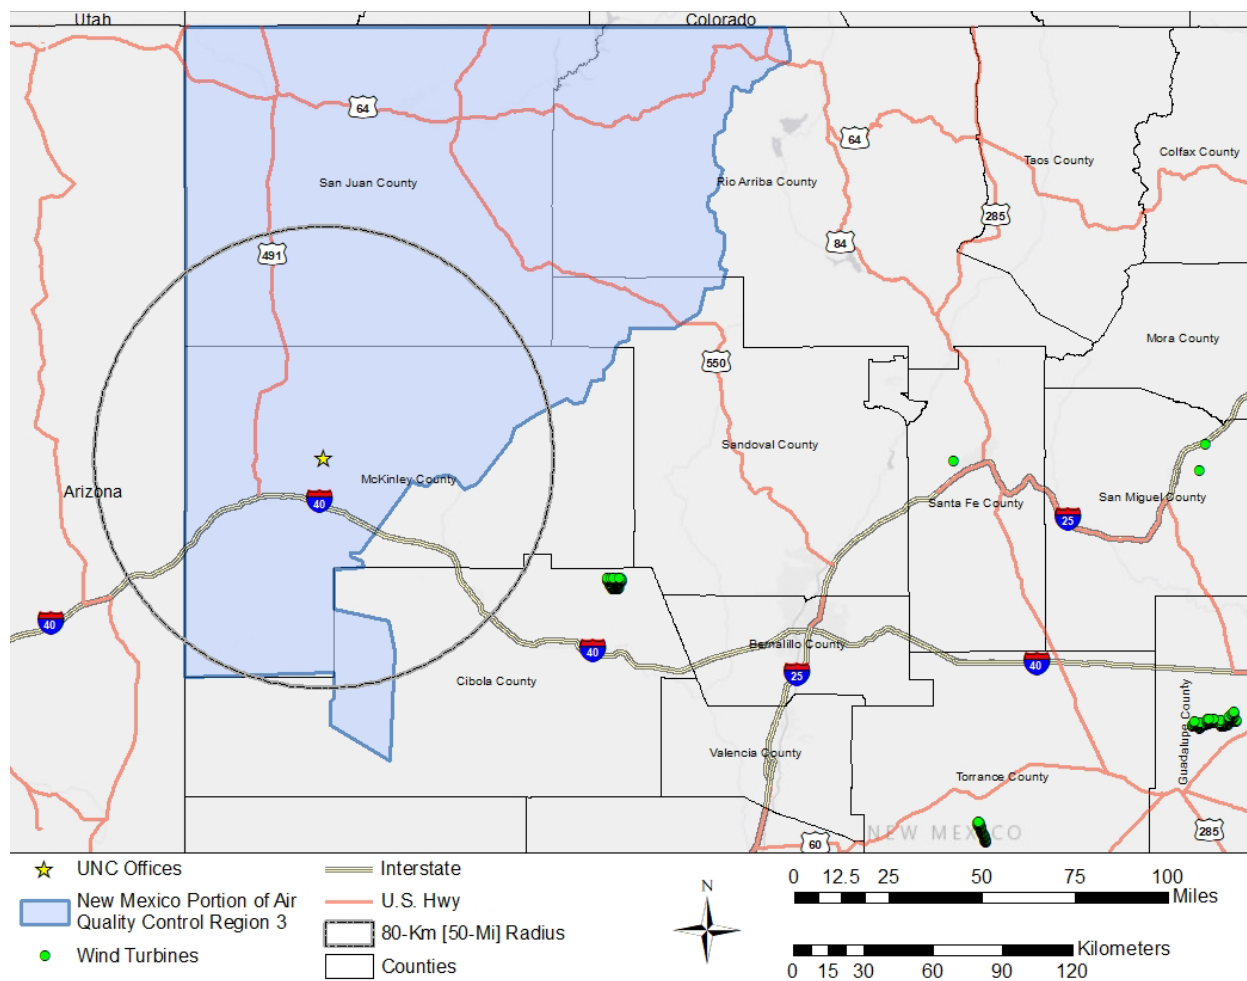 Utah
Colorado
64
San Juan County
Rio Arriba County
64
Taos County
Colfax County
491
84
285
Mora County
550
Sandoval County
McKinley County
Arizona
40
Santa Fe County
San Miguel County
25
40
40
Bernalillo County
25
40
Cibola County
Guadalupe County
Valencia County
Torrance County
NEW MEXICO
60
285
UNC Offices
New Mexico Portion of Air
Quality Control Region 3
Wind Turbines
Interstate
U.S. Hwy
80-Km [50-Mi] Radius
Counties
N
0 12.5 25 50 75 100
Miles
Kilometers
0 15 30 60 90 120